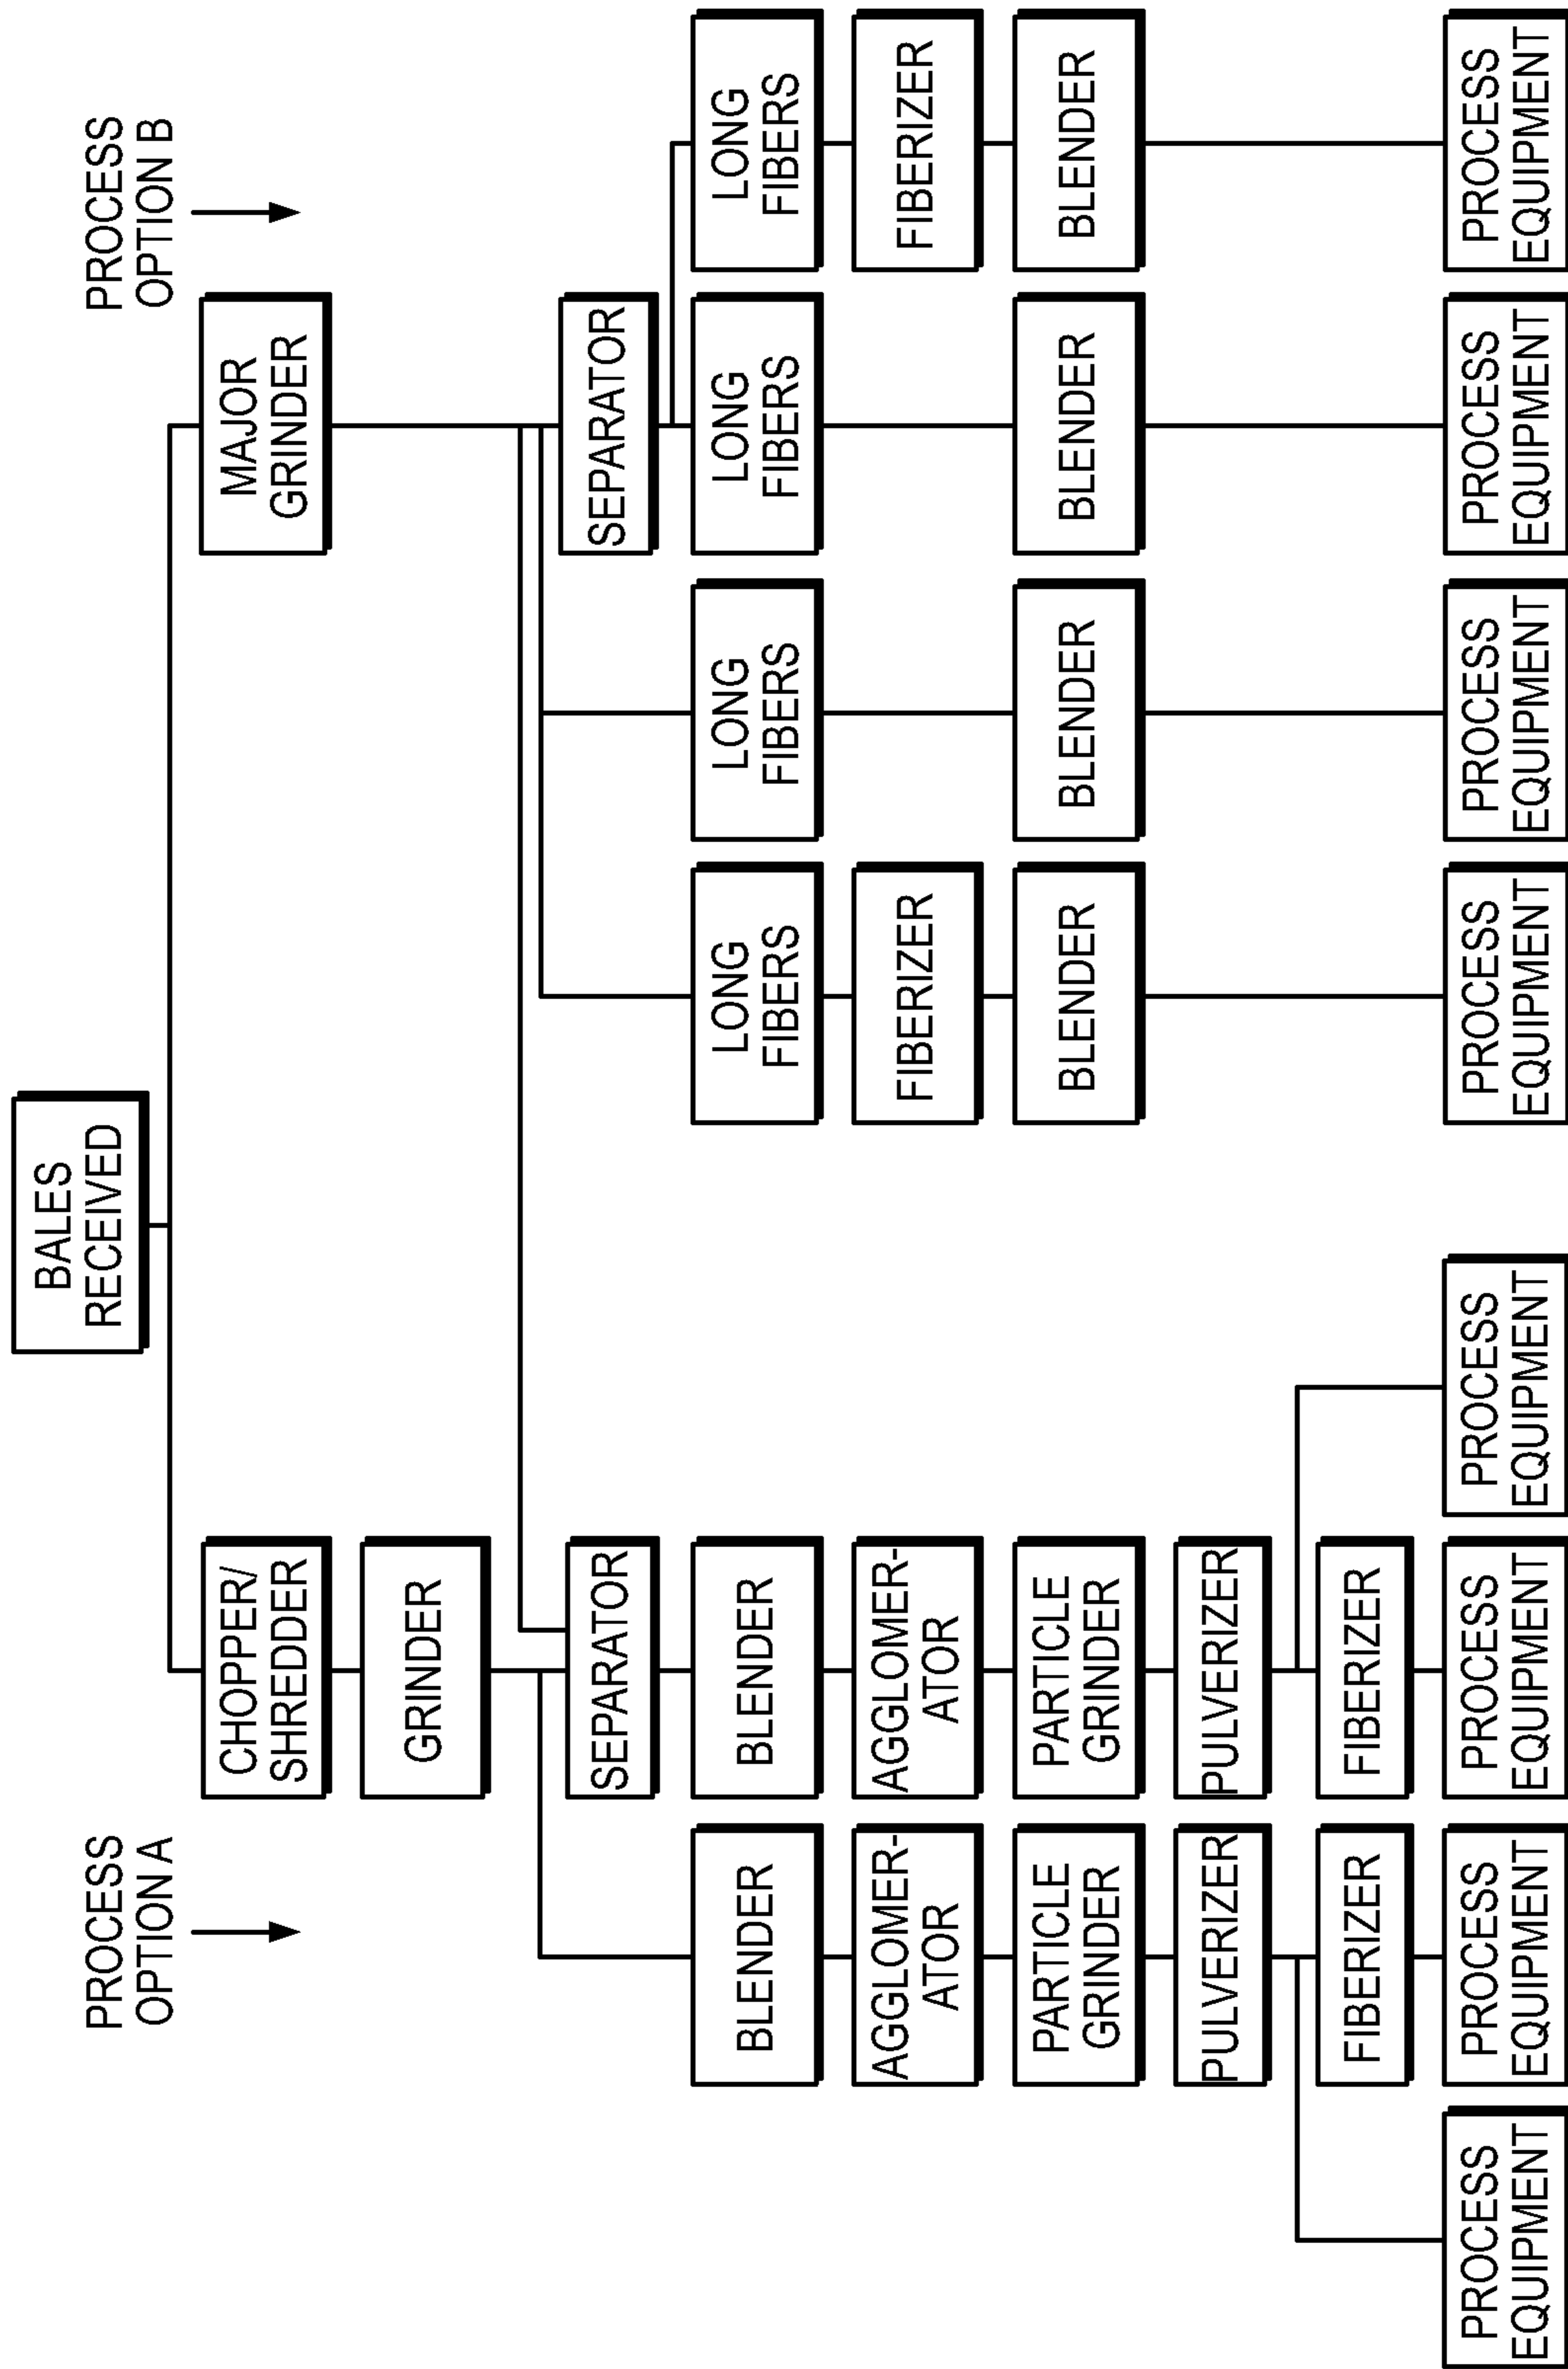 BALES
RECEIVED
PROCESS
OPTION A
PROCESS
OPTION B
CHOPPER/
SHREDDER
MAJOR
GRINDER
GRINDER
SEPARATOR
SEPARATOR
BLENDER
BLENDER
LONG
FIBERS
LONG
FIBERS
LONG
FIBERS
LONG
FIBERS
AGGLOMER-
ATOR
AGGLOMER-
ATOR
FIBERIZER
FIBERIZER
PARTICLE
GRINDER
PARTICLE
GRINDER
BLENDER
BLENDER
BLENDER
BLENDER
PULVERIZER
PULVERIZER
FIBERIZER
FIBERIZER
PROCESS
EQUIPMENT
PROCESS
EQUIPMENT
PROCESS
EQUIPMENT
PROCESS
EQUIPMENT
PROCESS
EQUIPMENT
PROCESS
EQUIPMENT
PROCESS
EQUIPMENT
PROCESS
EQUIPMENT